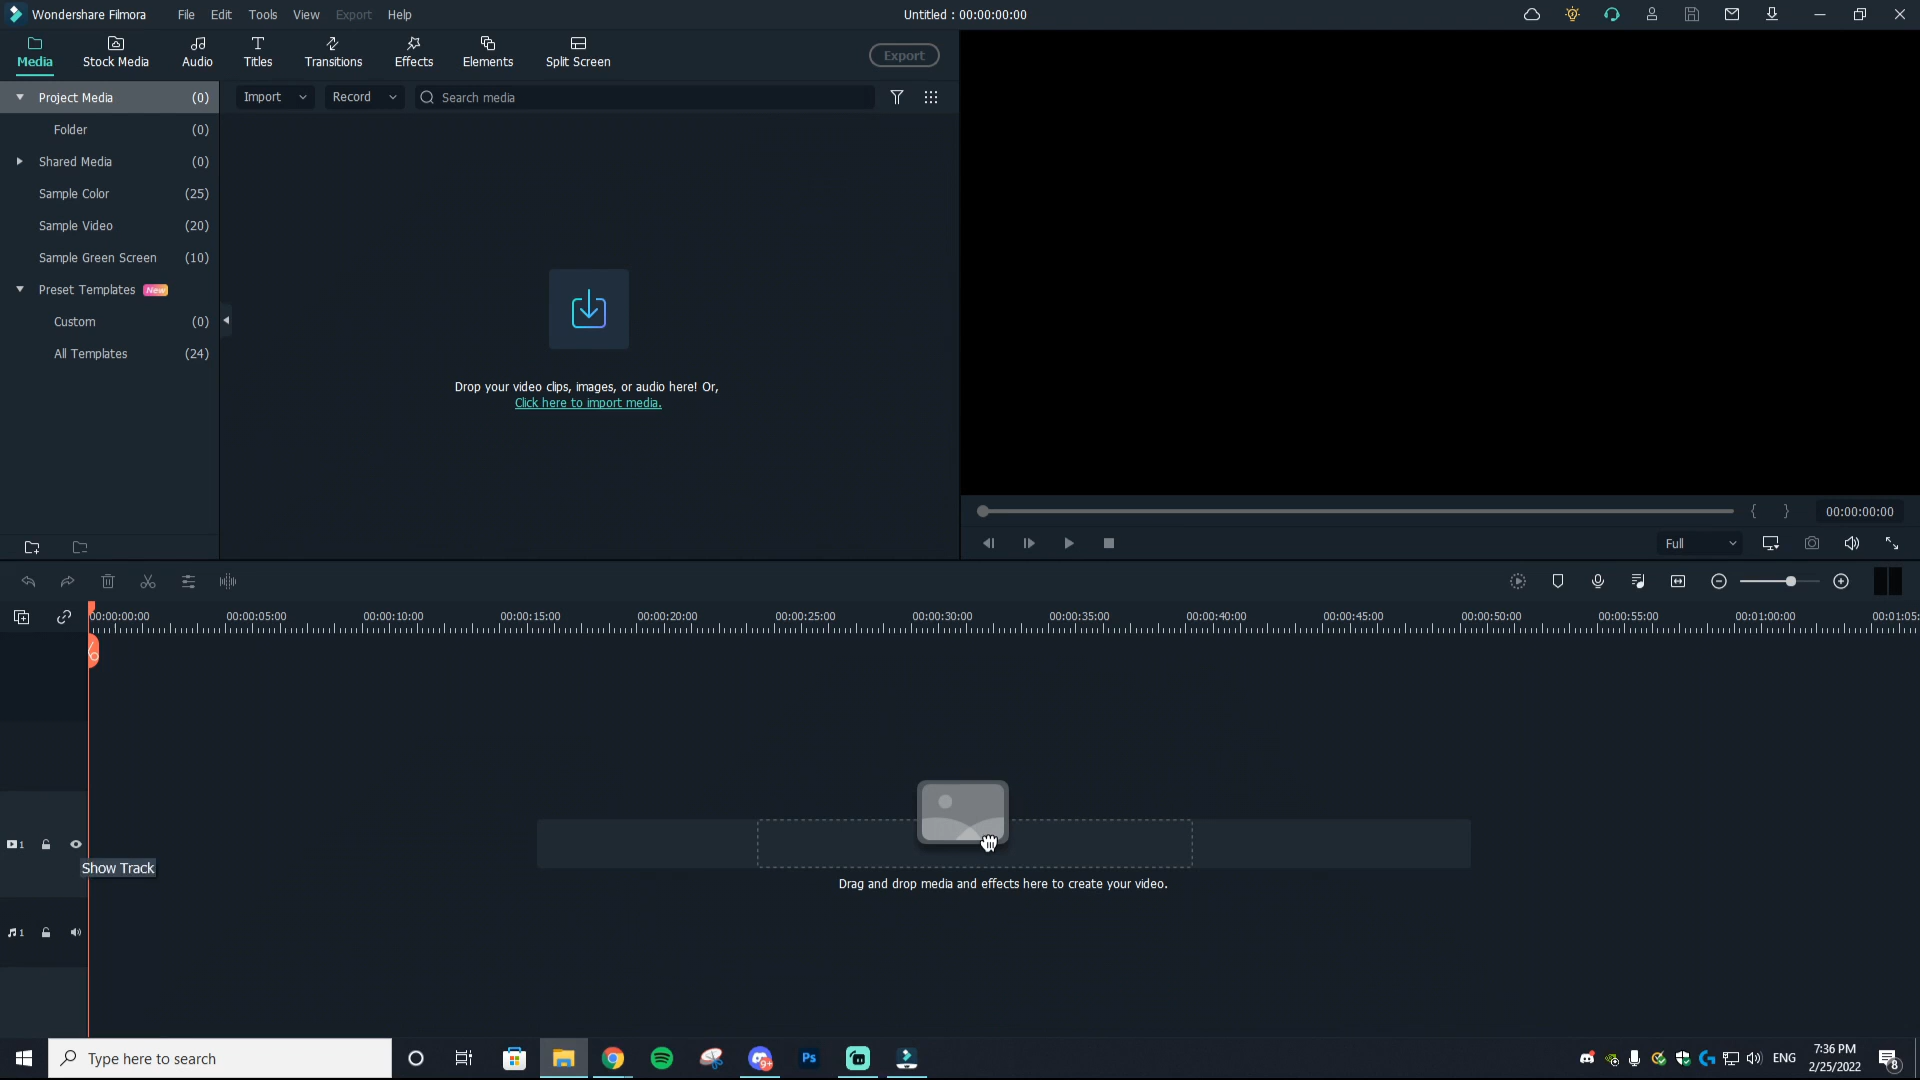 Wondershare Filmora File Edit Tools View Export Help Untitled : 00:00:00:00
Media Stock Media Audio Titles Transitions Effects Elements Split Screen Export
Project Media (0) Import Record Search media
Folder (0)
Shared Media (0)
Sample Color (25)
Sample Video (20)
Sample Green Screen (10)
Preset Templates New
Custom (0)
All Templates (24)
Drop your video clips, images, or audio here! Or,
Click here to import media.
{ } 00:00:00:00
Full
00:00:00:00 00:00:05:00 00:00:10:00 00:00:15:00 00:00:20:00 00:00:25:00 00:00:30:00 00:00:35:00 00:00:40:00 00:00:45:00 00:00:50:00 00:00:55:00 00:01:00:00 00:01:05:
1
Show Track
Drag and drop media and effects here to create your video.
1
Type here to search 9+ Ps ENG 7:36 PM
2/25/2022 8